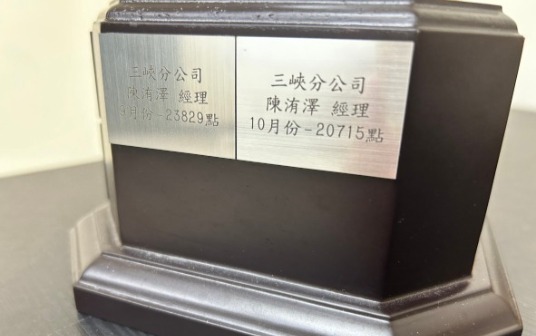 三峽分公司
陳洧澤 經理
月份-23829點
三峽分公司
陳洧澤 經理
10月份-20715點